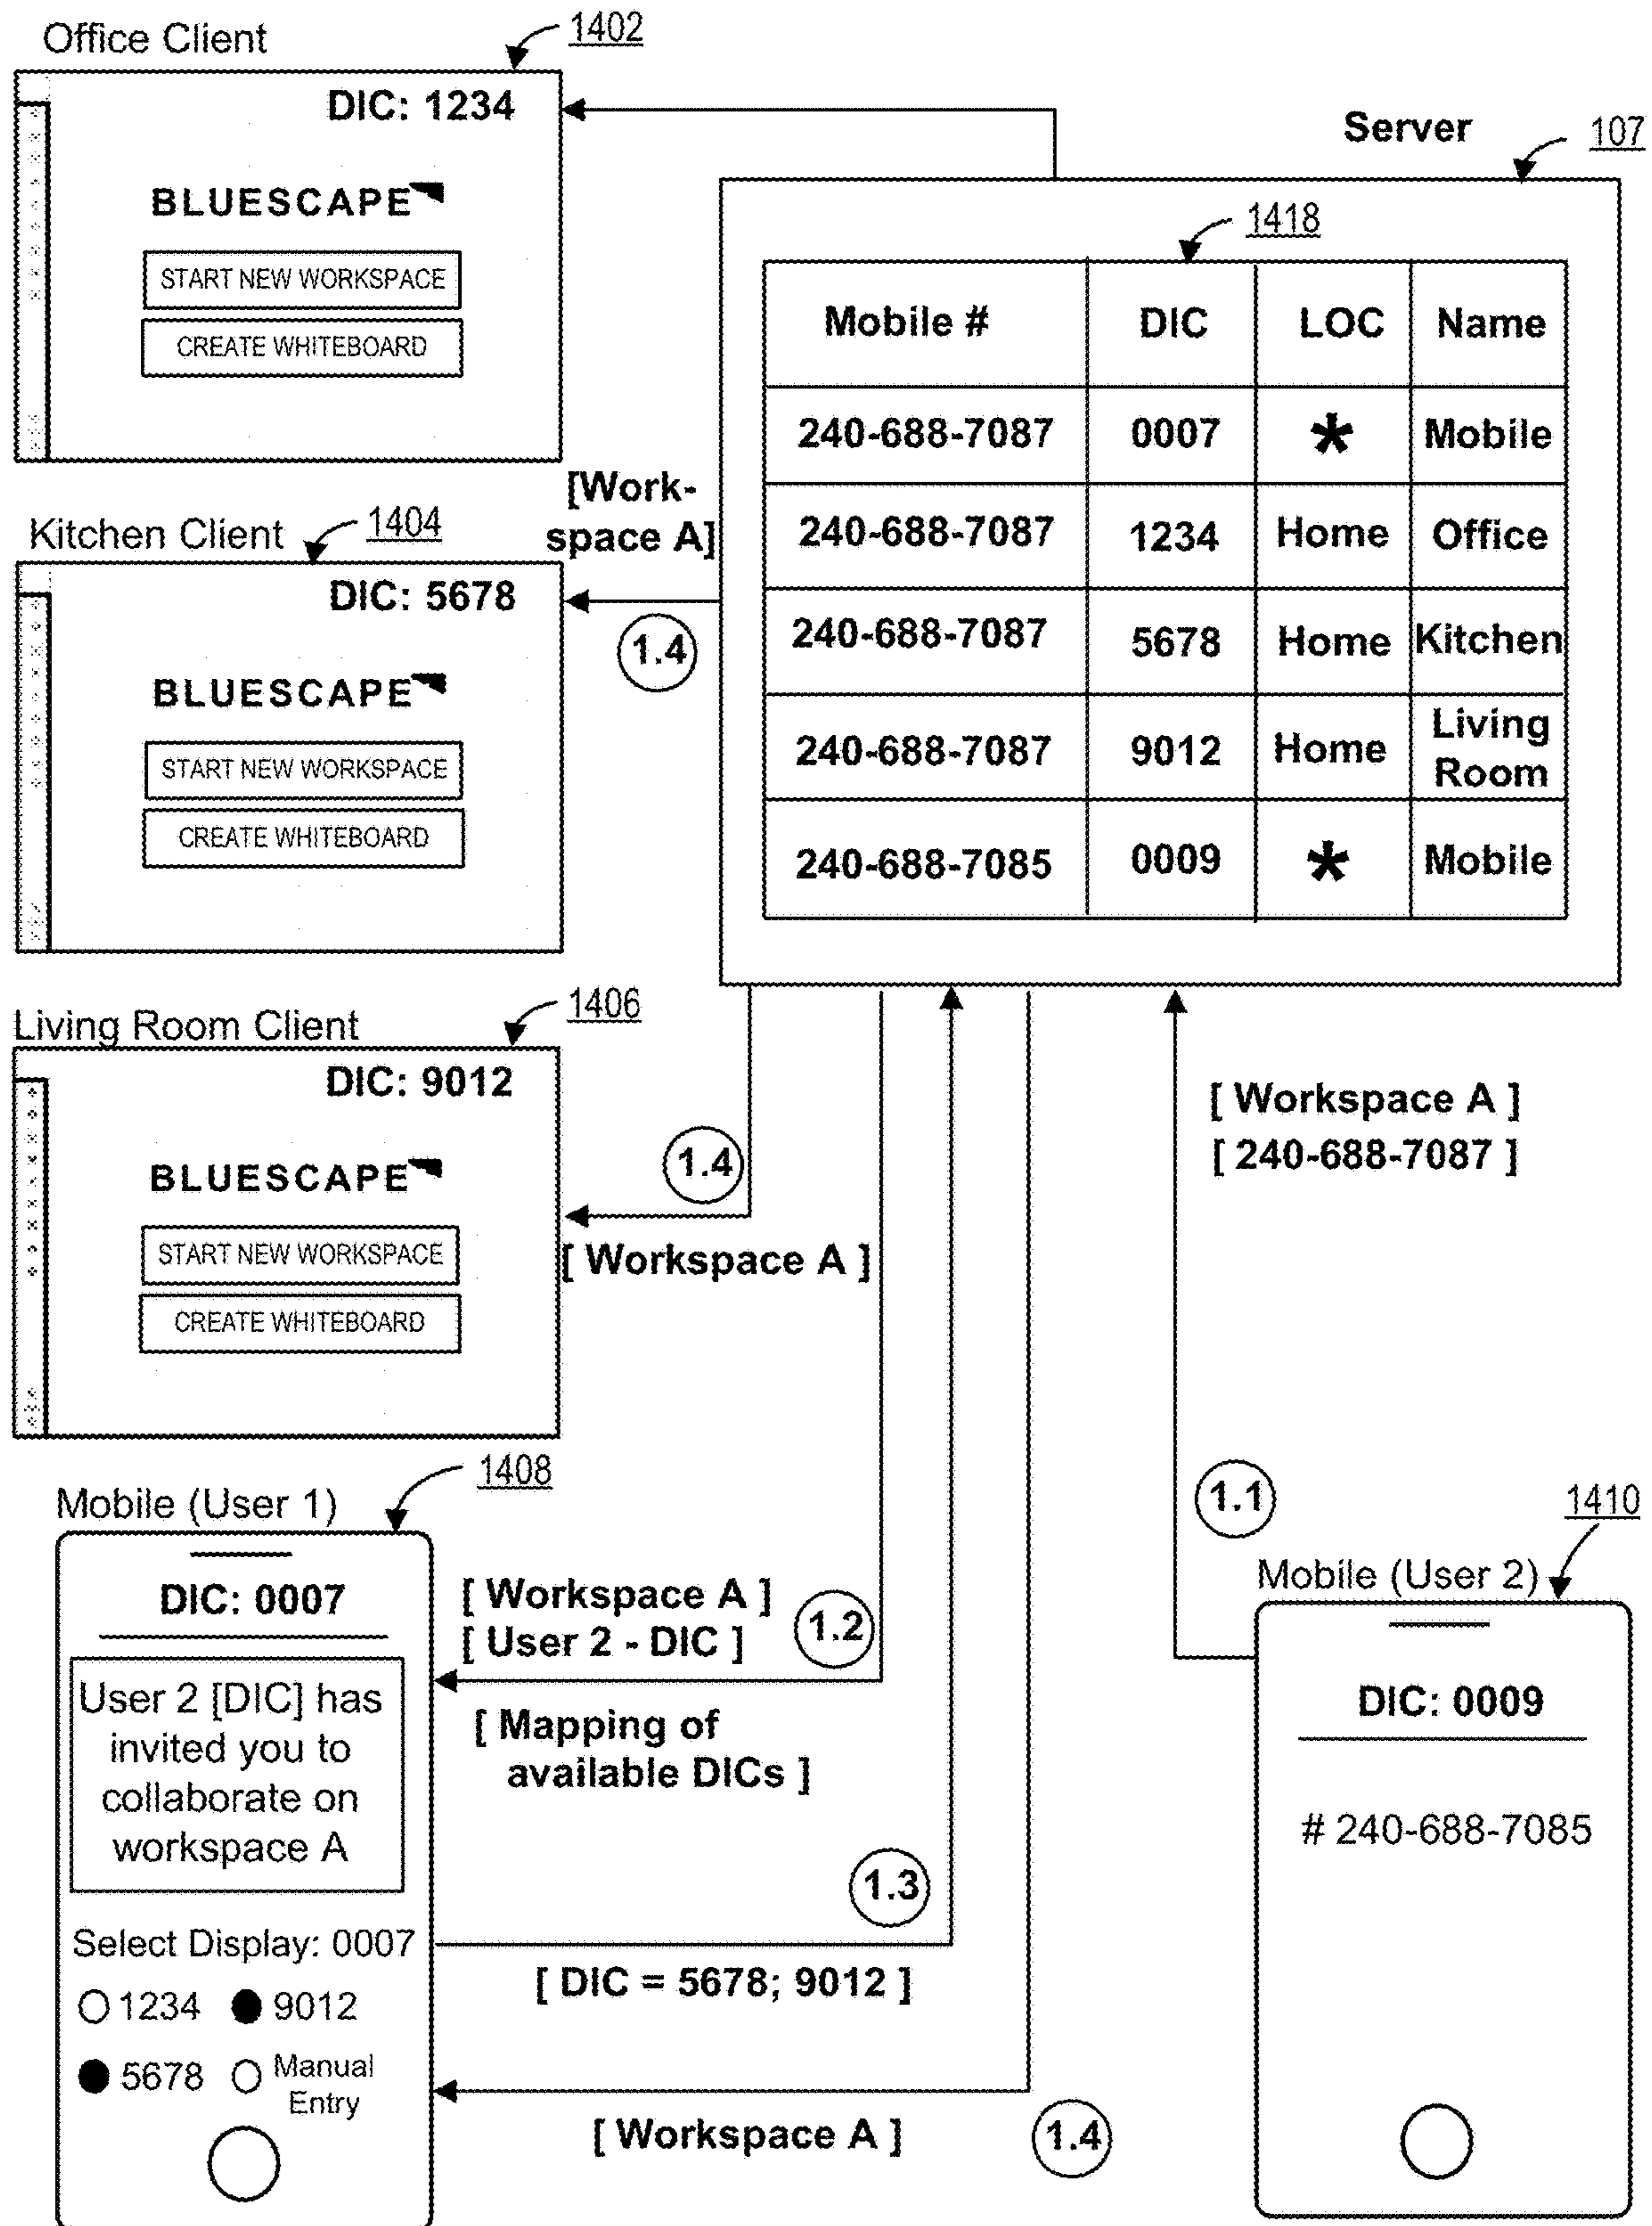 Office Client
1402
DIC: 1234
BLUESCAPE
START NEW WORKSPACE
CREATE WHITEBOARD
Kitchen Client
1404
DIC: 5678
BLUESCAPE
START NEW WORKSPACE
CREATE WHITEBOARD
[Work-
space A]
1.4
Server
107
1418
Mobile # DIC LOC Name
240-688-7087 0007 * Mobile
240-688-7087 1234 Home Office
240-688-7087 5678 Home Kitchen
240-688-7087 9012 Home Living
Room
240-688-7085 0009 * Mobile
Living Room Client
1406
DIC: 9012
BLUESCAPE
START NEW WORKSPACE
CREATE WHITEBOARD
1.4
[ Workspace A ]
[ Workspace A ]
[ 240-688-7087 ]
1.1
Mobile (User 1)
1408
DIC: 0007
User 2 [DIC] has
invited you to
collaborate on
workspace A
Select Display: 0007
1234 9012
5678 Manual
Entry
[ Workspace A ]
[ User 2 - DIC ]
1.2
[ Mapping of
available DICs ]
1.3
[ DIC = 5678; 9012 ]
[ Workspace A ]
1.4
1410
Mobile (User 2)
DIC: 0009
# 240-688-7085